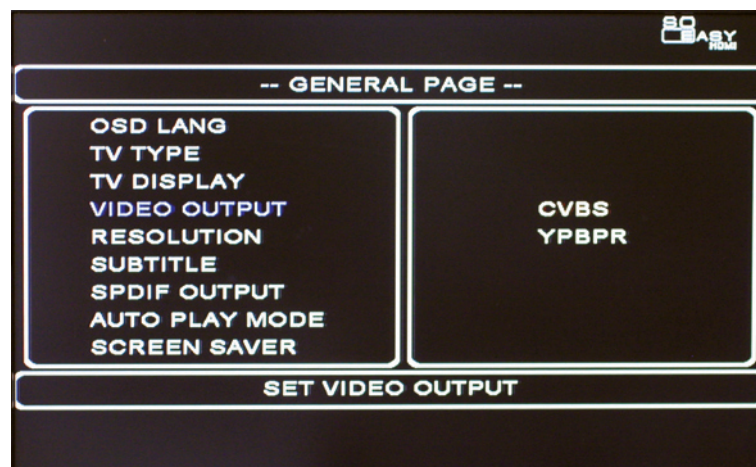 SO
EASY
HDMI
-- GENERAL PAGE --
OSD LANG
TV TYPE
TV DISPLAY
VIDEO OUTPUT
RESOLUTION
SUBTITLE
SPDIF OUTPUT
AUTO PLAY MODE
SCREEN SAVER
CVBS
YPBPR
SET VIDEO OUTPUT